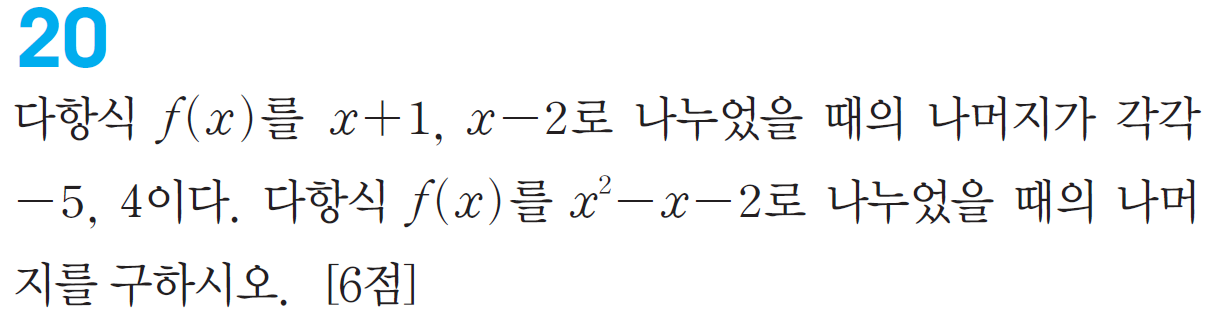 20
다항식 f(x)를 x+1, x-2로 나누었을 때의 나머지가 각각
-5, 4이다. 다항식 f(x)를 x²-x-2로 나누었을 때의 나머
지를 구하시오. [6점]